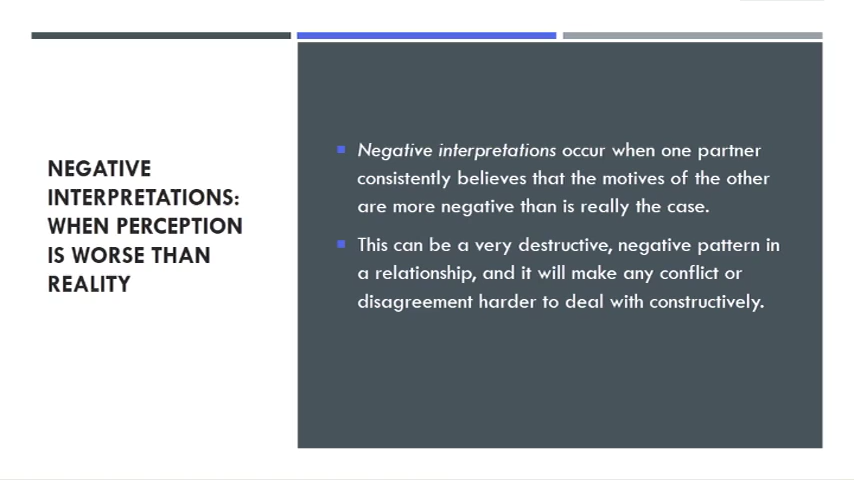 NEGATIVE
INTERPRETATIONS:
WHEN PERCEPTION
IS WORSE THAN
REALITY
Negative interpretations occur when one partner
consistently believes that the motives of the other
are more negative than is really the case.
This can be a very destructive, negative pattern in
a relationship, and it will make any conflict or
disagreement harder to deal with constructively.